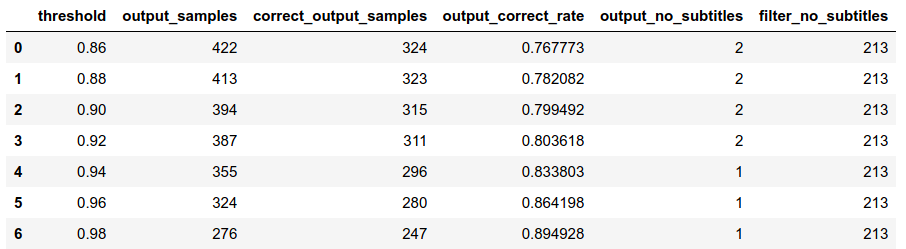 threshold output_samples correct_output_samples output_correct_rate output_no_subtitles filter_no_subtitles
0 0.86 422 324 0.767773 2 213
1 0.88 413 323 0.782082 2 213
2 0.90 394 315 0.799492 2 213
3 0.92 387 311 0.803618 2 213
4 0.94 355 296 0.833803 1 213
5 0.96 324 280 0.864198 1 213
6 0.98 276 247 0.894928 1 213